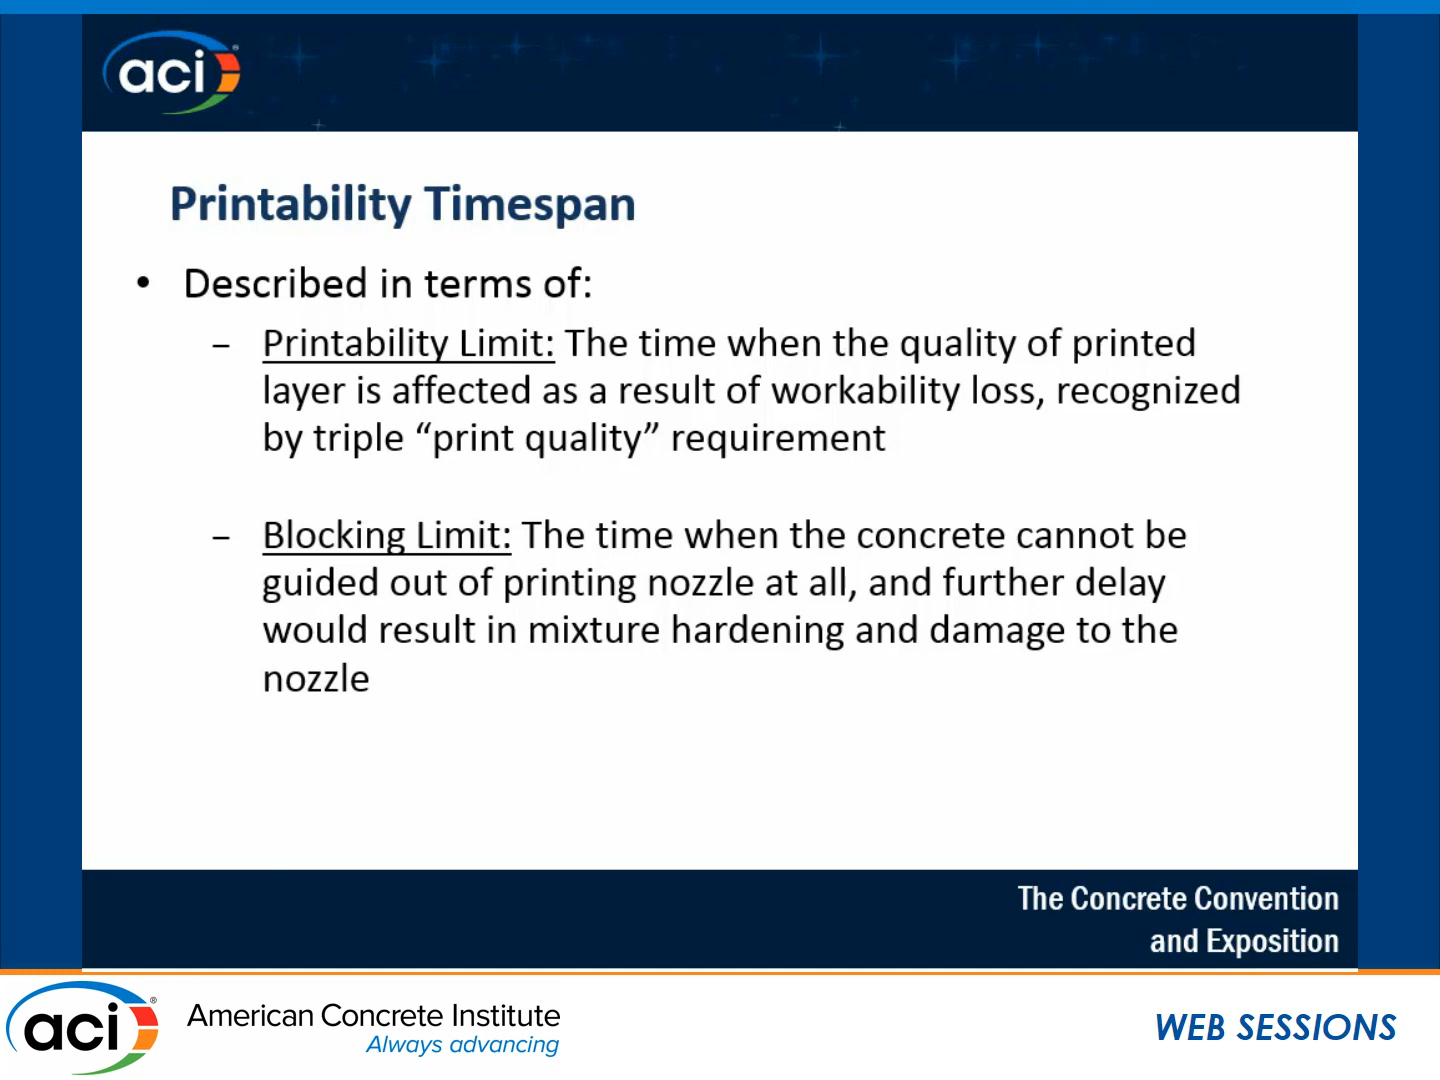 aci®
Printability Timespan
• Described in terms of:
– Printability Limit: The time when the quality of printed
layer is affected as a result of workability loss, recognized
by triple “print quality” requirement
– Blocking Limit: The time when the concrete cannot be
guided out of printing nozzle at all, and further delay
would result in mixture hardening and damage to the
nozzle
The Concrete Convention
and Exposition
aci®
American Concrete Institute
Always advancing
WEB SESSIONS